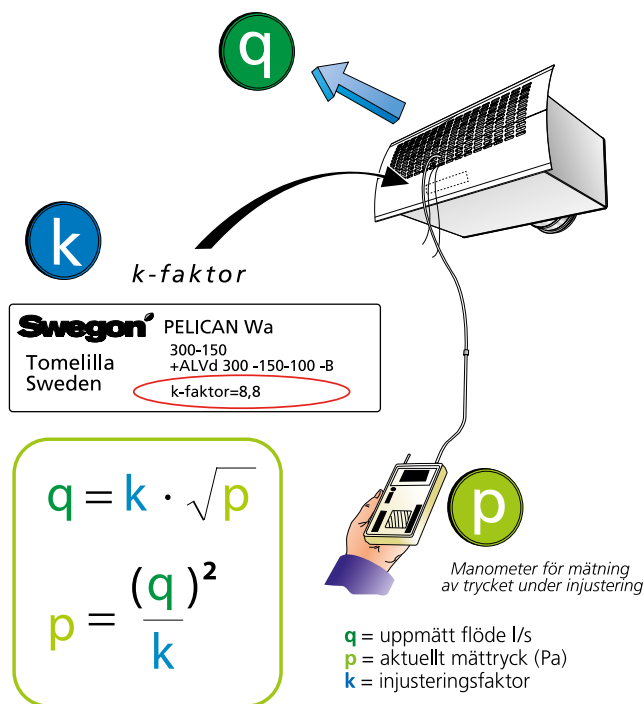 q
k
k-faktor
Swegon PELICAN Wa
300-150
+ALVd 300 -150-100 -B
Tomelilla
Sweden
k-faktor=8,8
q = k · √p
p = (q)²
k
p
Manometer för mätning
av trycket under injustering
q = uppmätt flöde l/s
p = aktuellt mättryck (Pa)
k = injusteringsfaktor